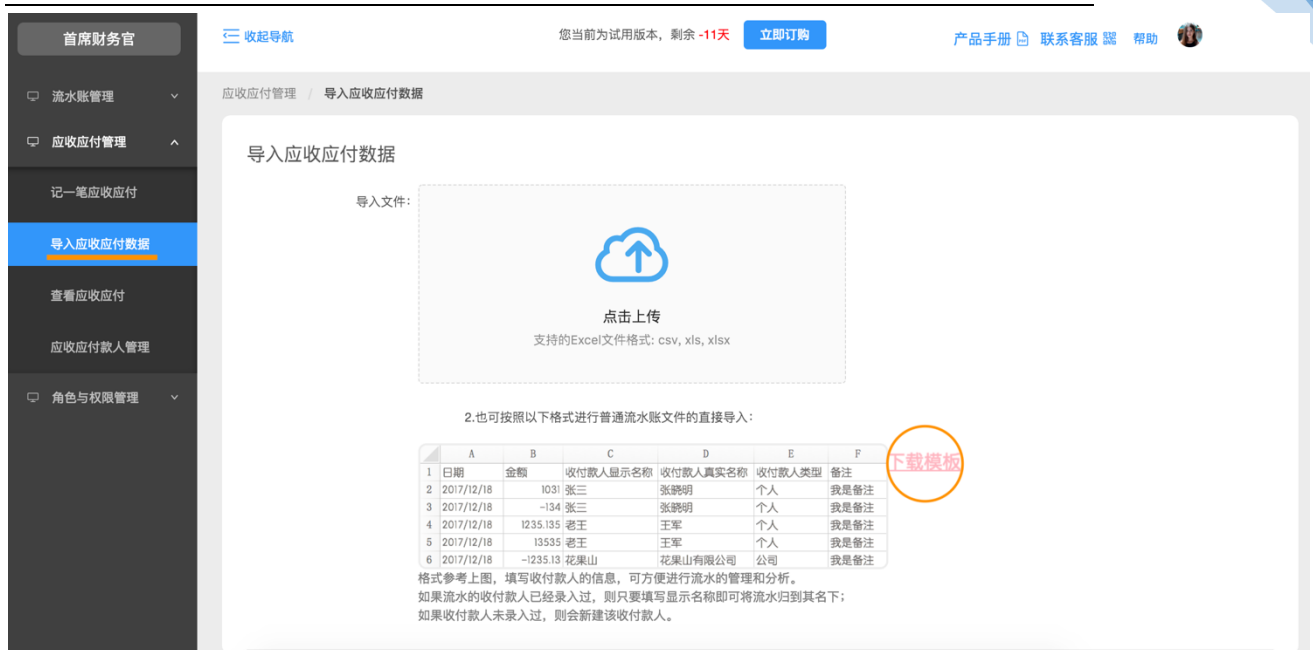 首席财务官
收起导航
您当前为试用版本，剩余 -11天
立即订购
产品手册
联系客服
帮助
流水账管理
应收应付管理
记一笔应收应付
导入应收应付数据
查看应收应付
应收应付款人管理
角色与权限管理
应收应付管理 / 导入应收应付数据
导入应收应付数据
导入文件：
点击上传
支持的Excel文件格式: csv, xls, xlsx
2.也可按照以下格式进行普通流水账文件的直接导入：
A B C D E F
1 日期 金额 收付款人显示名称 收付款人真实名称 收付款人类型 备注
2 2017/12/18 1031 张三 张晓明 个人 我是备注
3 2017/12/18 -134 张三 张晓明 个人 我是备注
4 2017/12/18 1235.135 老王 王军 个人 我是备注
5 2017/12/18 13535 老王 王军 个人 我是备注
6 2017/12/18 -1235.13 花果山 花果山有限公司 公司 我是备注
下载模板
格式参考上图，填写收付款人的信息，可方便进行流水的管理和分析。
如果流水的收付款人已经录入过，则只要填写显示名称即可将流水归到其名下；
如果收付款人未录入过，则会新建该收付款人。